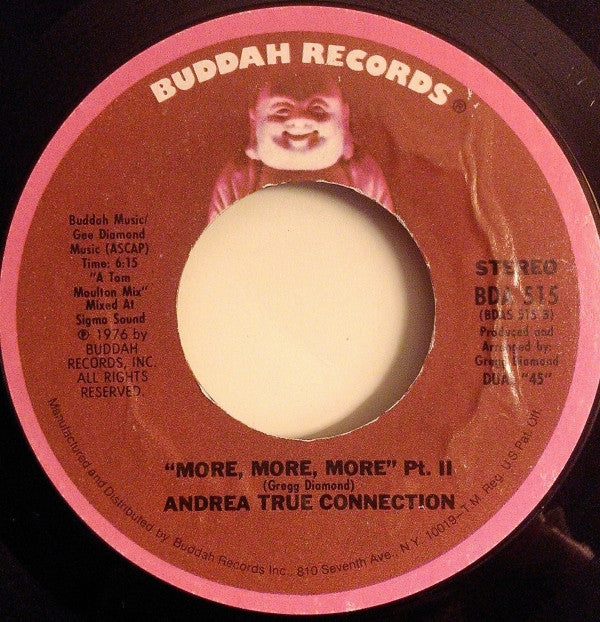 BUDDAH RECORDS®
Buddah Music/
Gee Diamond
Music (ASCAP)
Time: 6:15
"A Tom
Moulton Mix"
Mixed At
Sigma Sound
℗ 1976 by
BUDDAH
RECORDS, INC.
ALL RIGHTS
RESERVED.
STEREO
BDA 515
(BDAS 515 B)
Produced and
Arranged by:
Gregg Diamond
DUAL "45"
"MORE, MORE, MORE" Pt. II
(Gregg Diamond)
ANDREA TRUE CONNECTION
Manufactured and Distributed by Buddah Records Inc., 810 Seventh Ave., N.Y. 10019-T.M. Reg. U.S. Pat. Off.